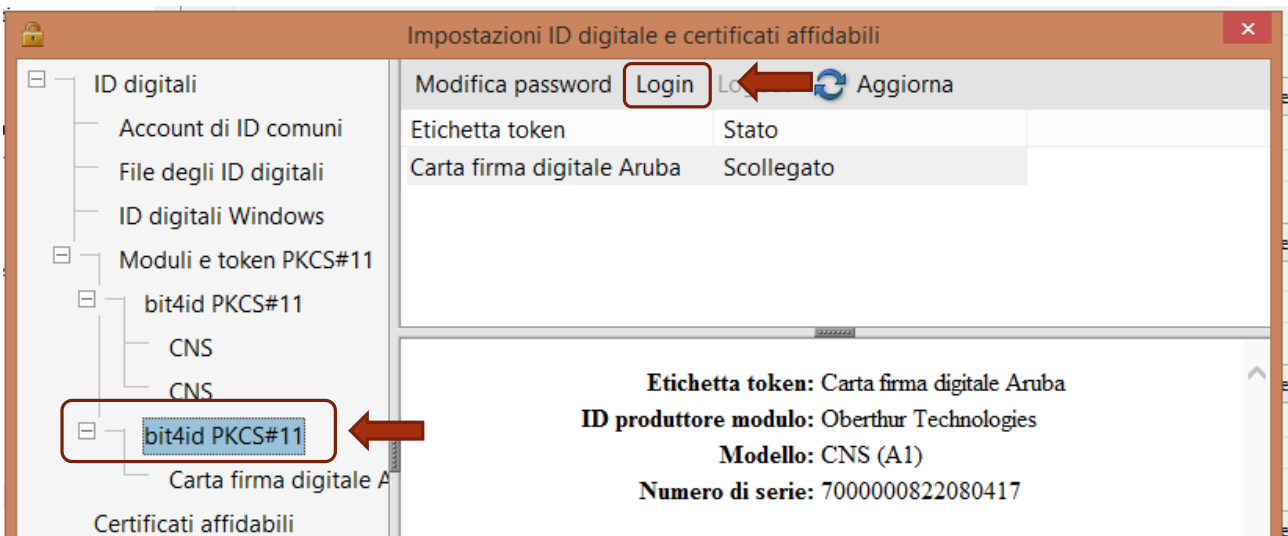 Impostazioni ID digitale e certificati affidabili
ID digitali
Account di ID comuni
File degli ID digitali
ID digitali Windows
Moduli e token PKCS#11
bit4id PKCS#11
CNS
CNS
bit4id PKCS#11
Carta firma digitale A
Certificati affidabili
Modifica password Login Aggiorna
Etichetta token Stato
Carta firma digitale Aruba Scollegato
Etichetta token: Carta firma digitale Aruba
ID produttore modulo: Oberthur Technologies
Modello: CNS (A1)
Numero di serie: 7000000822080417